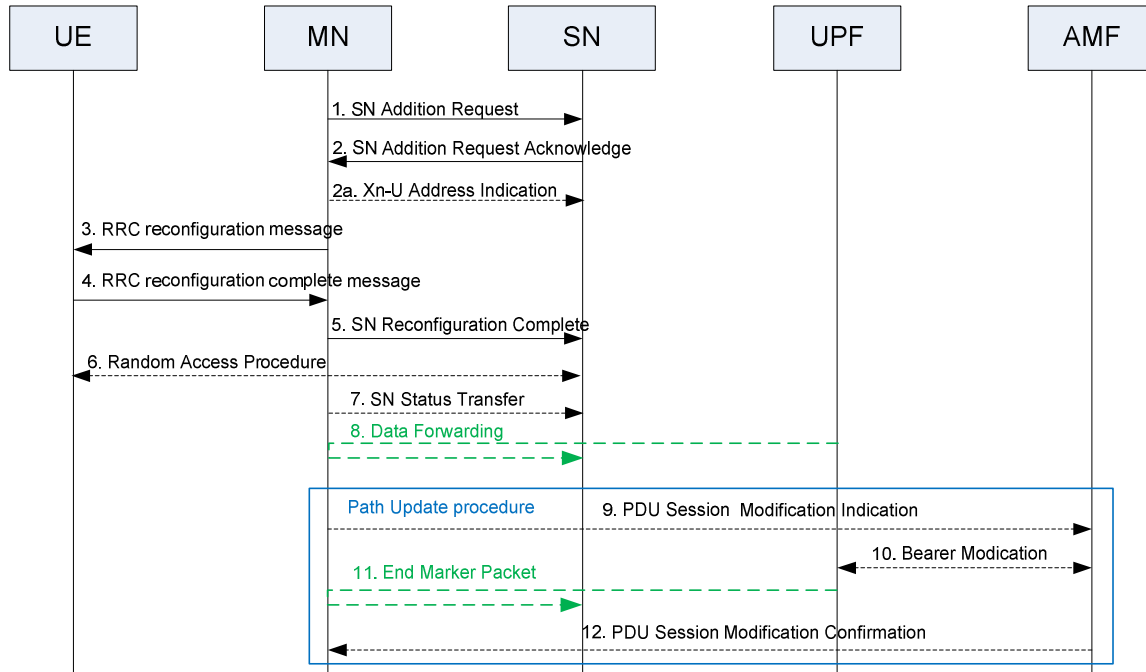 UE
MN
SN
UPF
AMF
1. SN Addition Request
2. SN Addition Request Acknowledge
2a. Xn-U Address Indication
3. RRC reconfiguration message
4. RRC reconfiguration complete message
5. SN Reconfiguration Complete
6. Random Access Procedure
7. SN Status Transfer
8. Data Forwarding
Path Update procedure
9. PDU Session Modification Indication
10. Bearer Modication
11. End Marker Packet
12. PDU Session Modification Confirmation